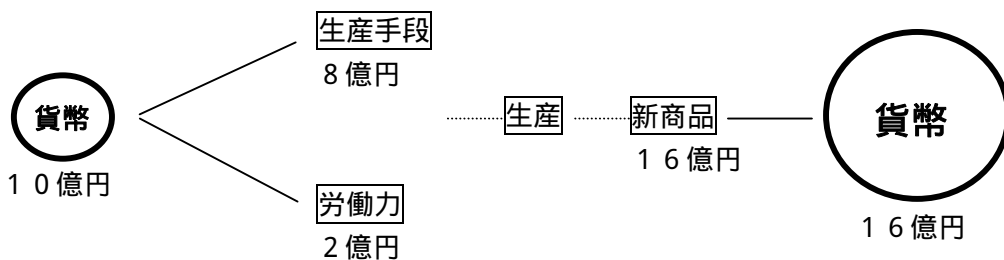 貨幣
１０億円
生産手段
８億円
労働力
２億円
生産
新商品
１６億円
貨幣
１６億円